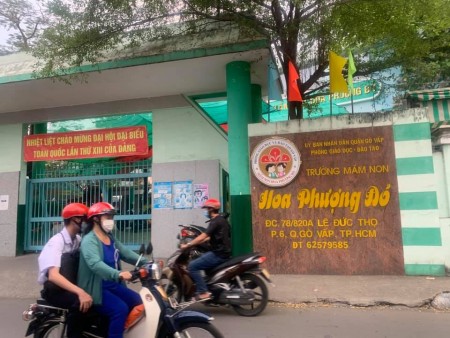 NHIỆT LIỆT CHÀO MỪNG ĐẠI HỘI ĐẠI BIỂU
TOÀN QUỐC LẦN THỨ XIII CỦA ĐẢNG
ỦY BAN NHÂN DÂN QUẬN GÒ VẤP
PHÒNG GIÁO DỤC - ĐÀO TẠO
TRƯỜNG MẦM NON
Hoa Phượng Đỏ
ĐC. 78/820A LÊ ĐỨC THỌ
P.6, Q.GÒ VẤP, TP.HCM
ĐT 62579585